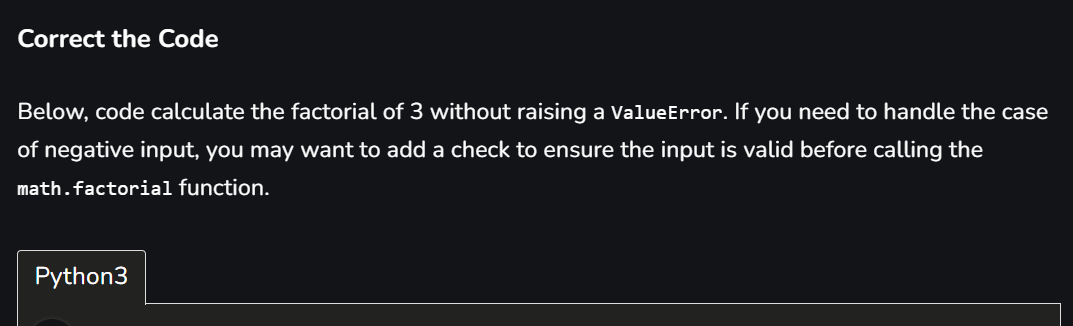 Correct the Code
Below, code calculate the factorial of 3 without raising a ValueError. If you need to handle the case
of negative input, you may want to add a check to ensure the input is valid before calling the
math.factorial function.
Python3